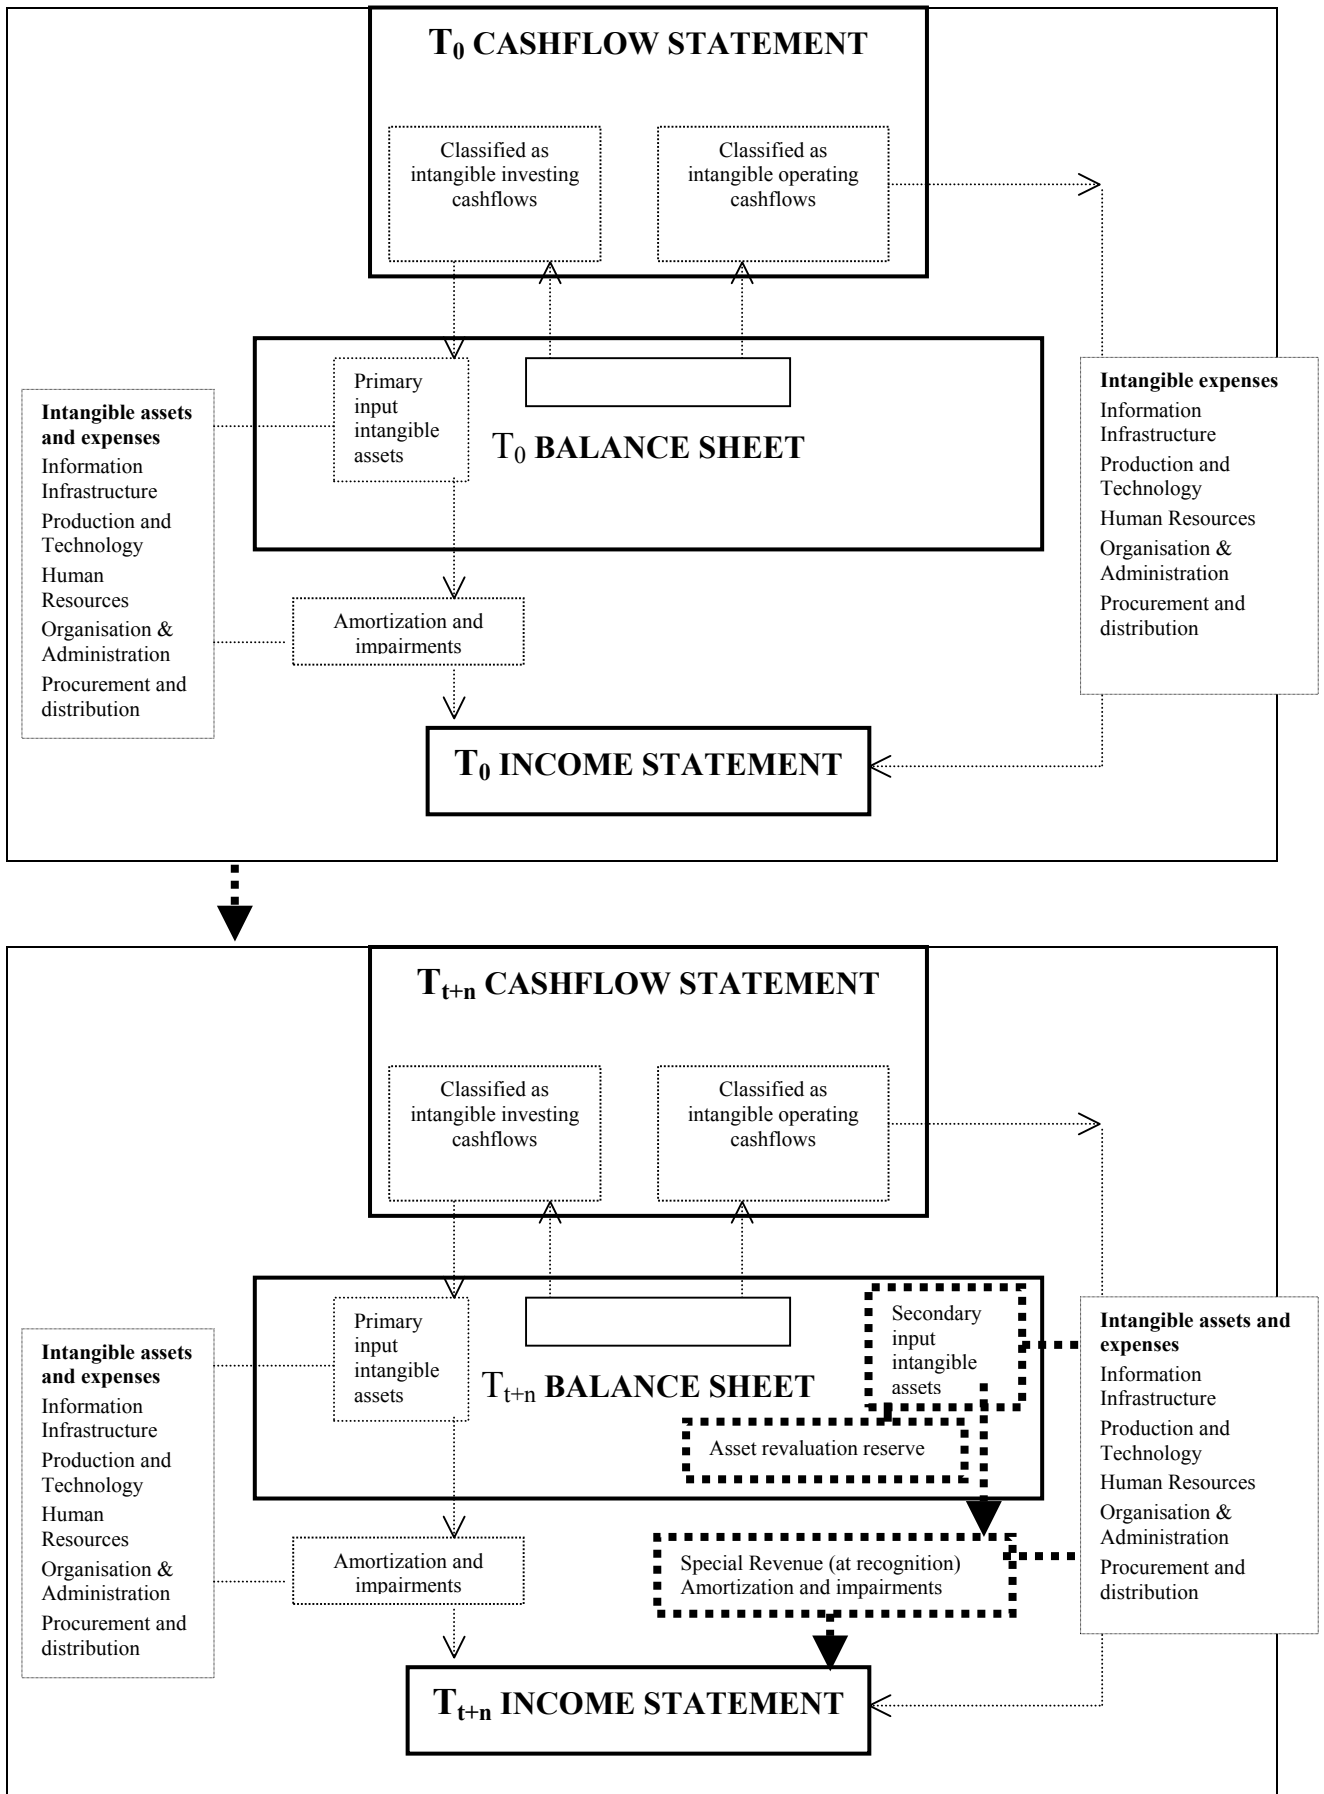 T0 CASHFLOW STATEMENT
Classified as
intangible investing
cashflows
Classified as
intangible operating
cashflows
Primary
input
intangible
assets
T0 BALANCE SHEET
Intangible assets
and expenses
Information
Infrastructure
Production and
Technology
Human
Resources
Organisation &
Administration
Procurement and
distribution
Intangible expenses
Information
Infrastructure
Production and
Technology
Human Resources
Organisation &
Administration
Procurement and
distribution
Amortization and
impairments
T0 INCOME STATEMENT
Tt+n CASHFLOW STATEMENT
Classified as
intangible investing
cashflows
Classified as
intangible operating
cashflows
Primary
input
intangible
assets
Tt+n BALANCE SHEET
Secondary
input
intangible
assets
Asset revaluation reserve
Intangible assets
and expenses
Information
Infrastructure
Production and
Technology
Human
Resources
Organisation &
Administration
Procurement and
distribution
Intangible assets and
expenses
Information
Infrastructure
Production and
Technology
Human Resources
Organisation &
Administration
Procurement and
distribution
Amortization and
impairments
Special Revenue (at recognition)
Amortization and impairments
Tt+n INCOME STATEMENT